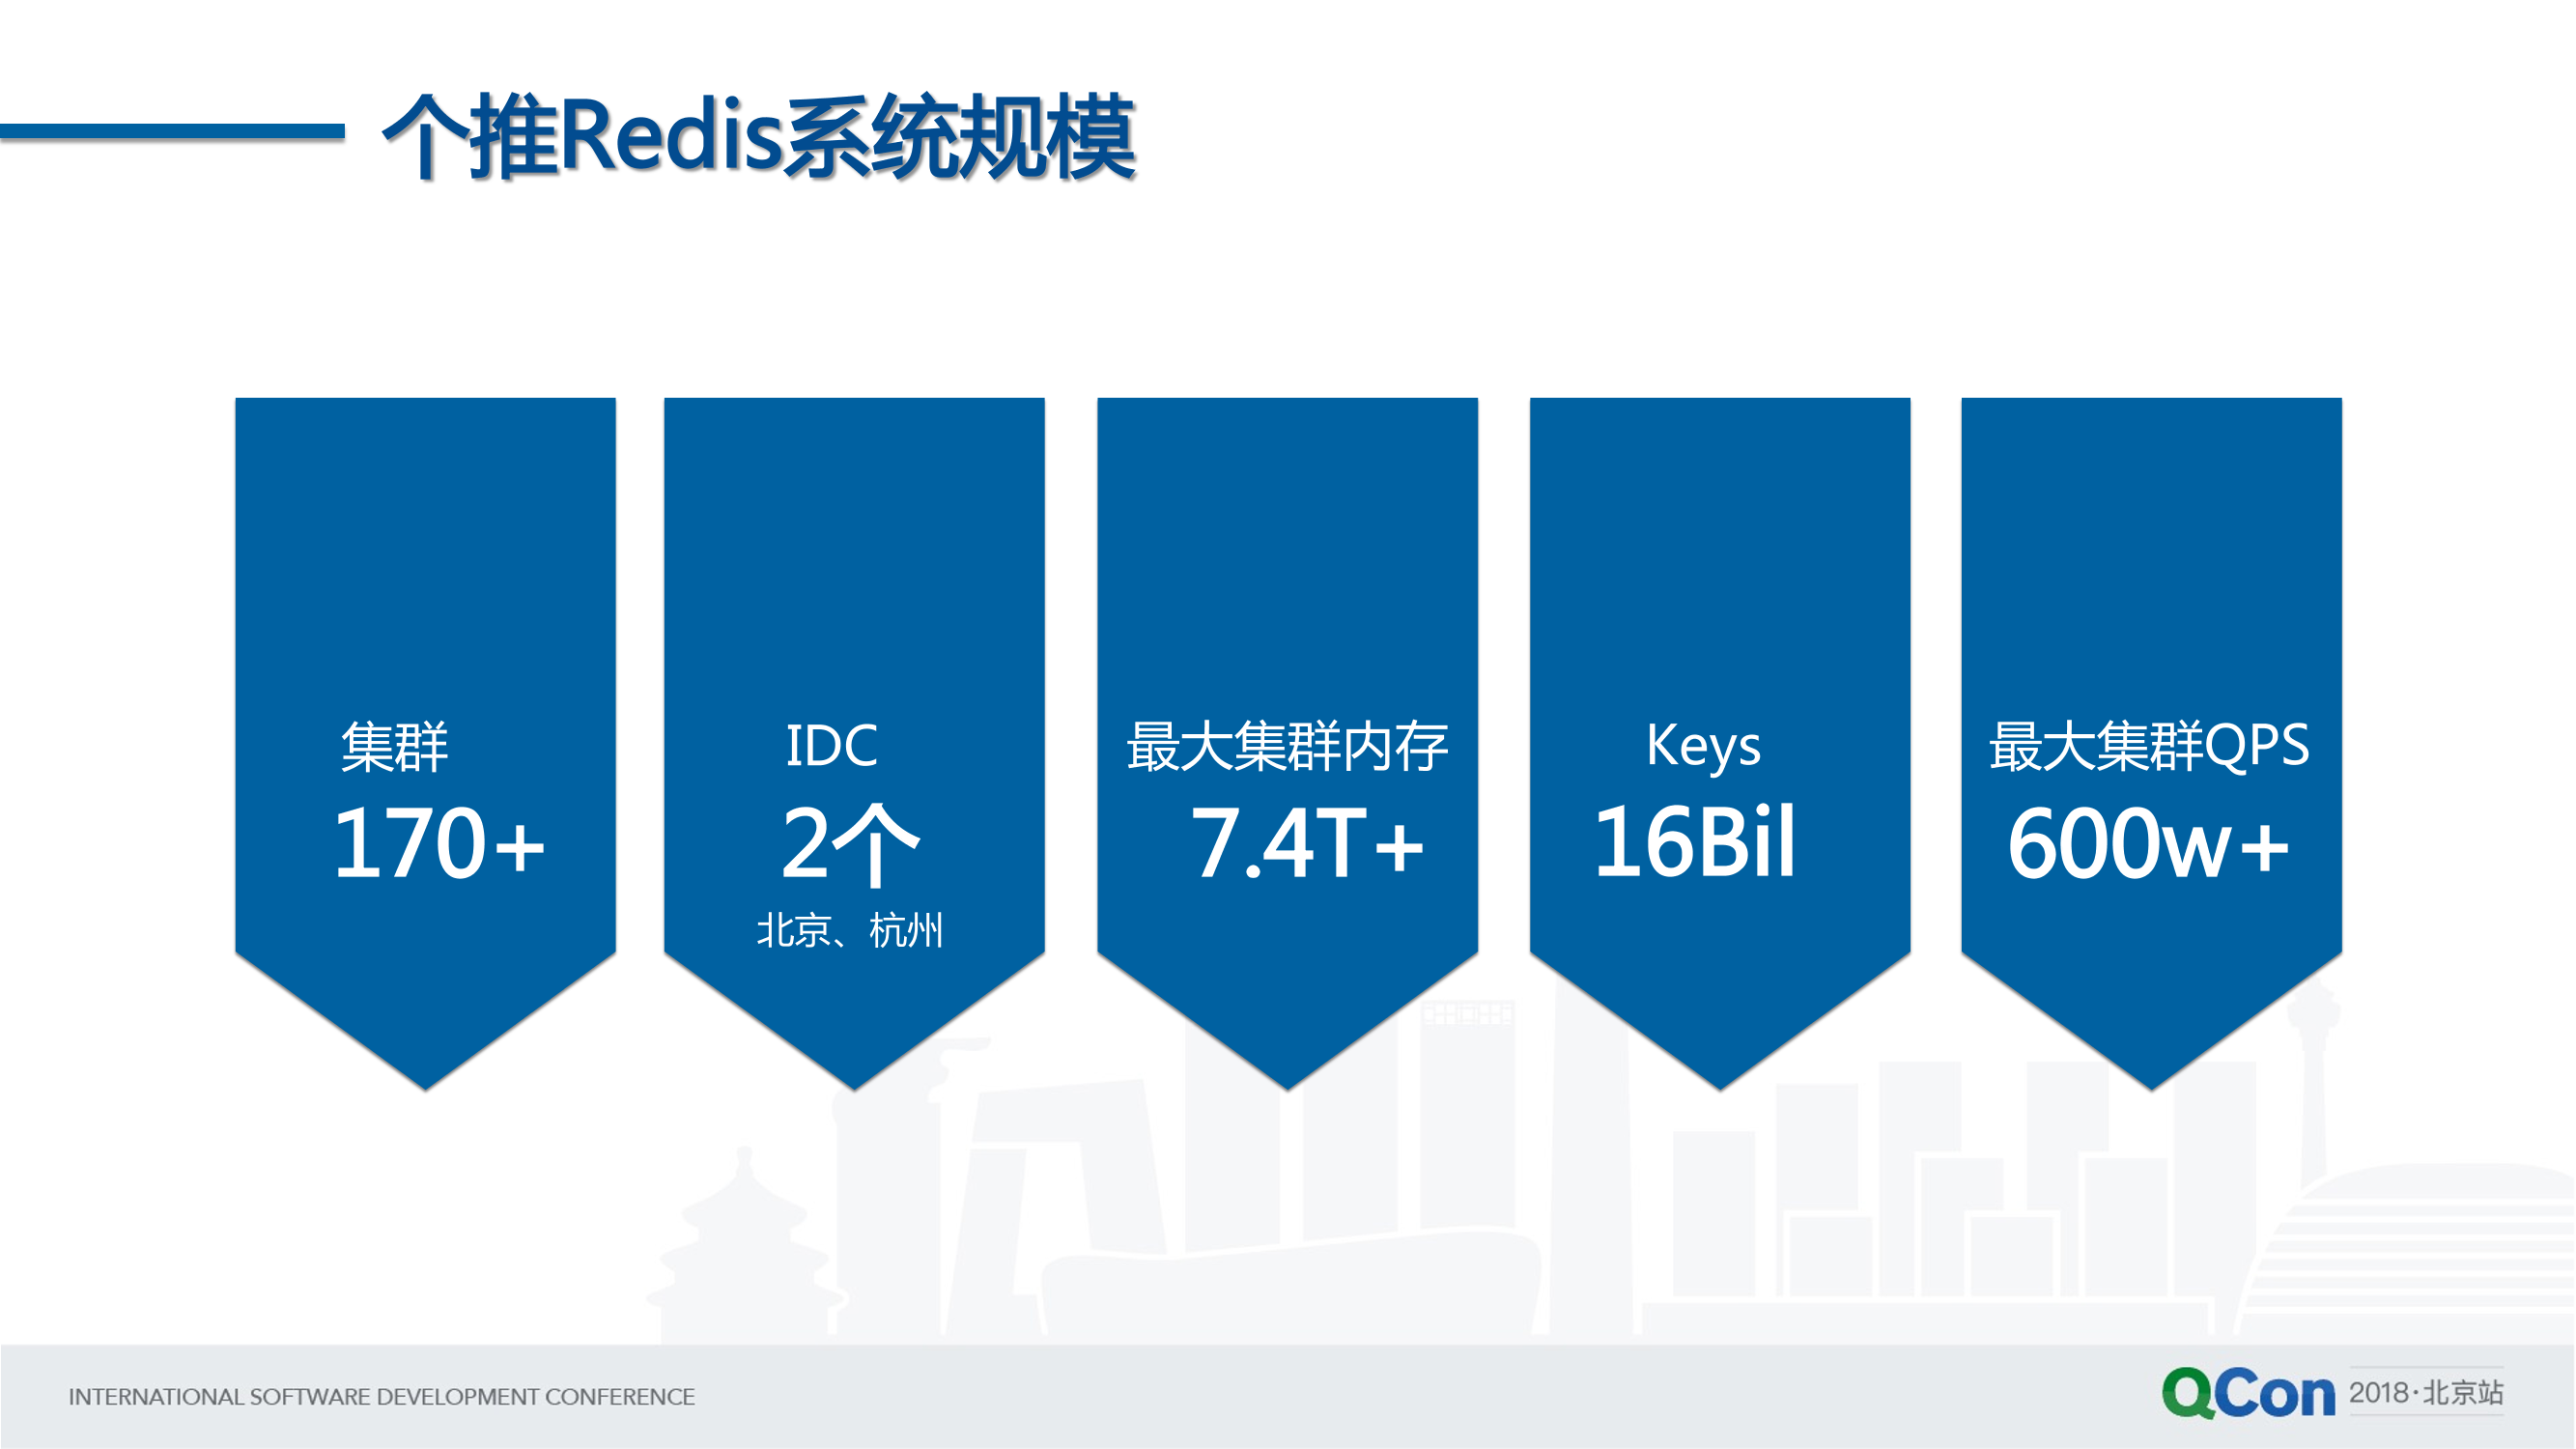 个推Redis系统规模
集群
170+
IDC
2个
北京、杭州
最大集群内存
7.4T+
Keys
16Bil
最大集群QPS
600w+
INTERNATIONAL SOFTWARE DEVELOPMENT CONFERENCE
QCon 2018·北京站